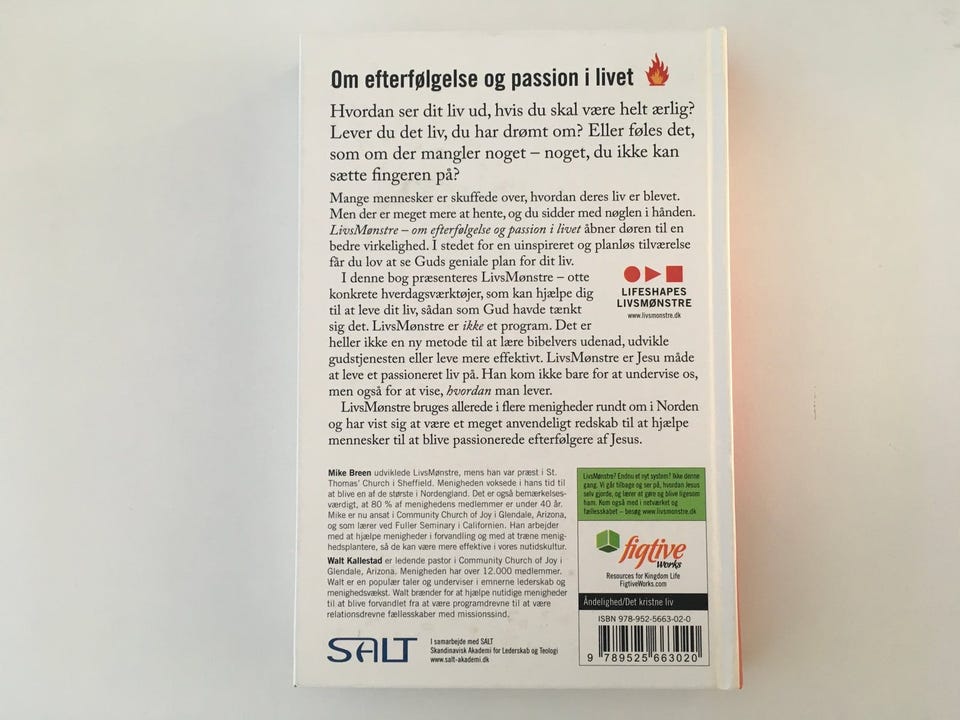 Om efterfølgelse og passion i livet
Hvordan ser dit liv ud, hvis du skal være helt ærlig?
Lever du det liv, du har drømt om? Eller føles det,
som om der mangler noget – noget, du ikke kan
sætte fingeren på?
Mange mennesker er skuffede over, hvordan deres liv er blevet.
Men der er meget mere at hente, og du sidder med nøglen i hånden.
LivsMønstre – om efterfølgelse og passion i livet åbner døren til en
bedre virkelighed. I stedet for en uinspireret og planløs tilværelse
får du lov at se Guds geniale plan for dit liv.
I denne bog præsenteres LivsMønstre – otte
konkrete hverdagsværktøjer, som kan hjælpe dig
til at leve dit liv, sådan som Gud havde tænkt
sig det. LivsMønstre er ikke et program. Det er
heller ikke en ny metode til at lære bibelvers udenad, udvikle
gudstjenesten eller leve mere effektivt. LivsMønstre er Jesu måde
at leve et passioneret liv på. Han kom ikke bare for at undervise os,
men også for at vise, hvordan man lever.
LivsMønstre bruges allerede i flere menigheder rundt om i Norden
og har vist sig at være et meget anvendeligt redskab til at hjælpe
mennesker til at blive passionerede efterfølgere af Jesus.
LIFESHAPES
LIVSMØNSTRE
www.livsmonstre.dk
Mike Breen udviklede LivsMønstre, mens han var præst i St.
Thomas' Church i Sheffield. Menigheden voksede i hans tid til
at blive en af de største i Nordengland. Det er også bemærkelses-
værdigt, at 80 % af menighedens medlemmer er under 40 år.
Mike er nu ansat i Community Church of Joy i Glendale, Arizona,
og som lærer ved Fuller Seminary i Californien. Han arbejder
med at hjælpe menigheder i forvandling og med at træne menig-
hedsplantere, så de kan være mere effektive i vores nutidskultur.
Walt Kallestad er ledende pastor i Community Church of Joy i
Glendale, Arizona. Menigheden har over 12.000 medlemmer.
Walt er en populær taler og underviser i emnerne lederskab og
menighedsvækst. Walt brænder for at hjælpe nutidige menigheder
til at blive forvandlet fra at være programdrevne til at være
relationsdrevne fællesskaber med missionssind.
SALT
I samarbejde med SALT
Skandinavisk Akademi for Lederskab og Teologi
www.salt-akademi.dk
LivsMønstre? Endnu et nyt system? Ikke denne
gang. Vi går tilbage og ser på, hvordan Jesus
selv gjorde, og lærer at gøre og blive ligesom
ham. Kom også med i netværket og
fællesskabet – besøg www.livsmonstre.dk
figtive
Works
Resources for Kingdom Life
FigtiveWorks.com
Åndelighed/Det kristne liv
ISBN 978-952-5663-02-0
9 789525 663020